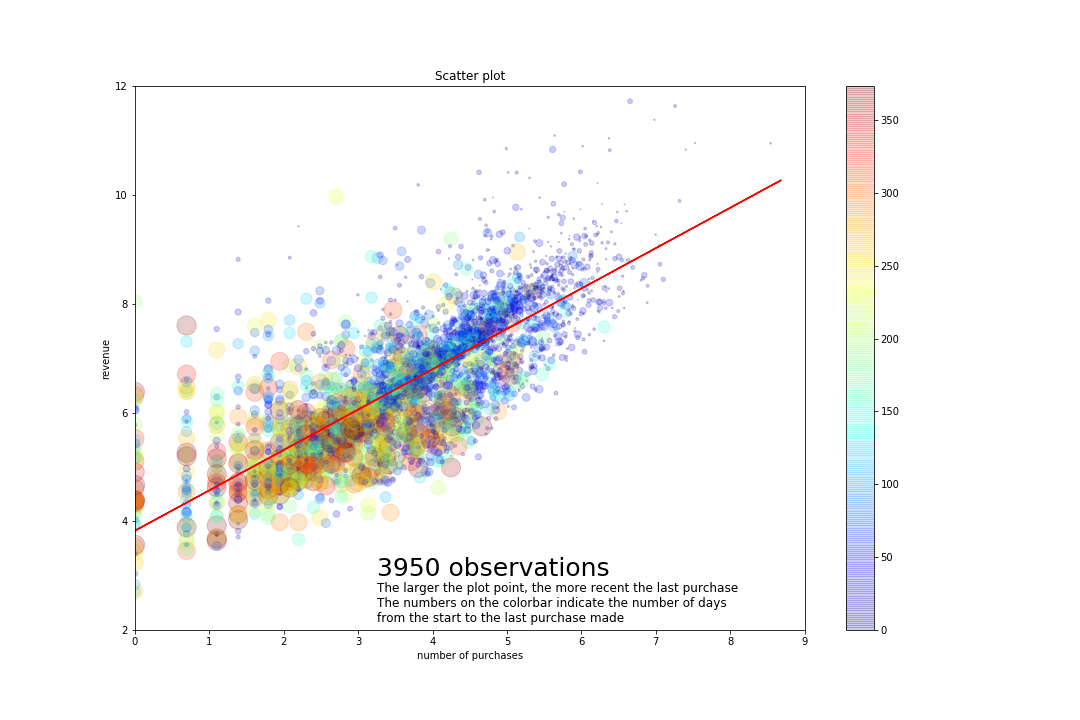 Scatter plot
12
10
8
6
4
2
revenue
0 1 2 3 4 5 6 7 8 9
number of purchases
3950 observations
The larger the plot point, the more recent the last purchase
The numbers on the colorbar indicate the number of days
from the start to the last purchase made
350
300
250
200
150
100
50
0